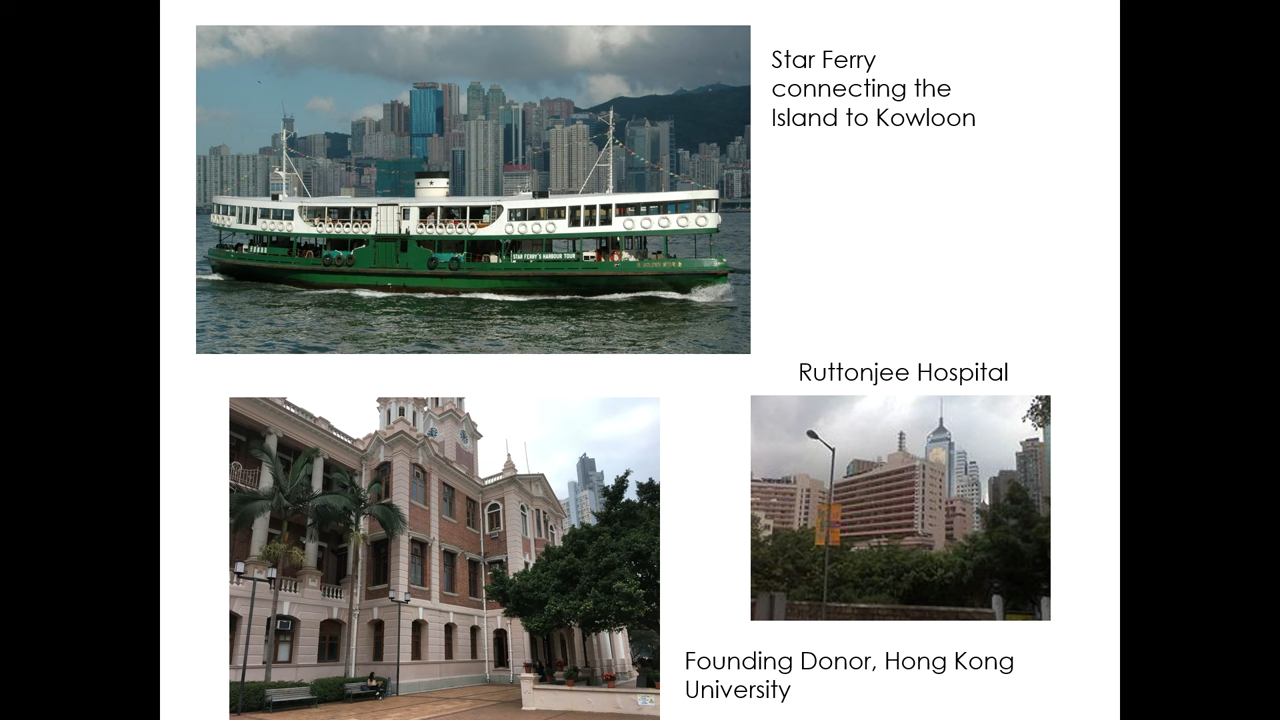 Star Ferry
connecting the
Island to Kowloon
STAR FERRY'S HARBOUR TOUR
Ruttonjee Hospital
Founding Donor, Hong Kong
University